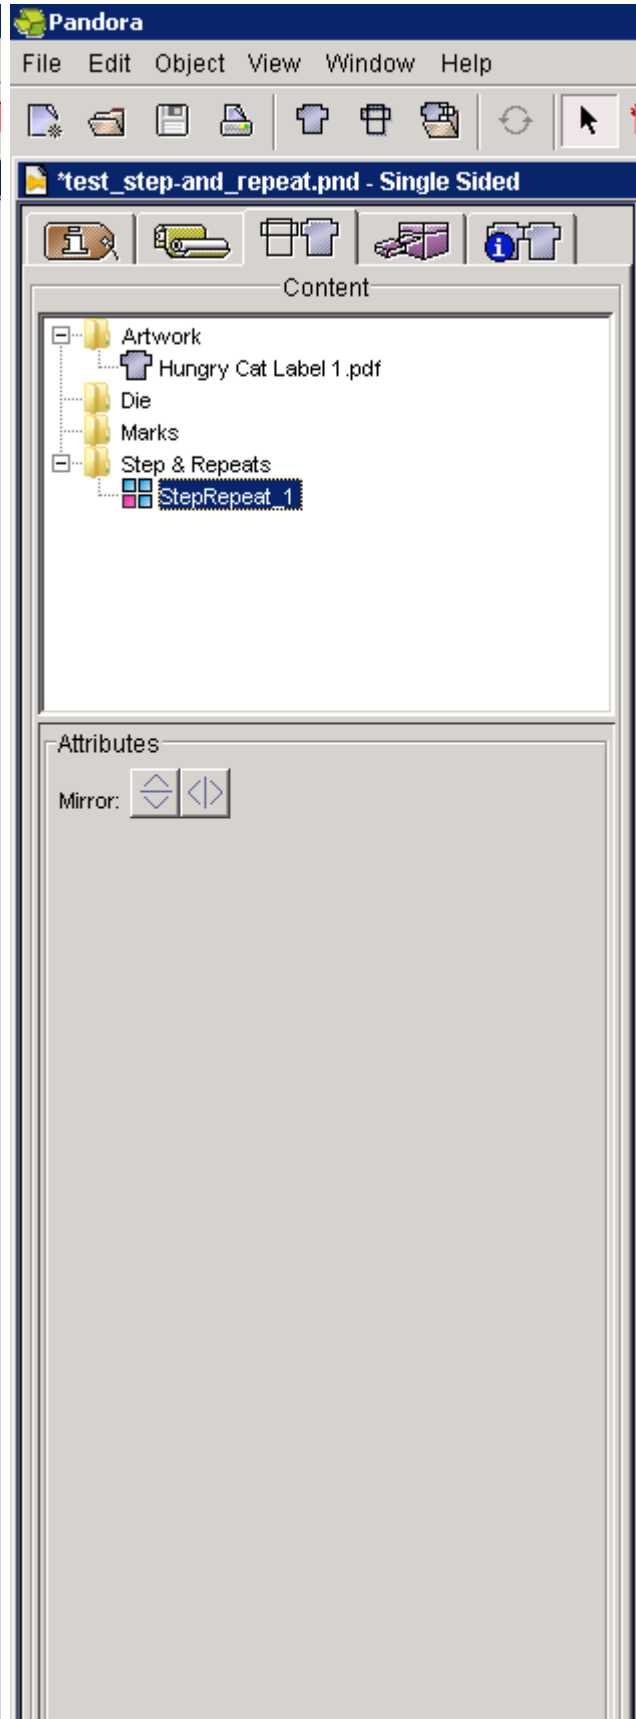 Pandora
File Edit Object View Window Help
*test_step-and_repeat.pnd - Single Sided
Content
Artwork
Hungry Cat Label 1.pdf
Die
Marks
Step & Repeats
StepRepeat_1
Attributes
Mirror: